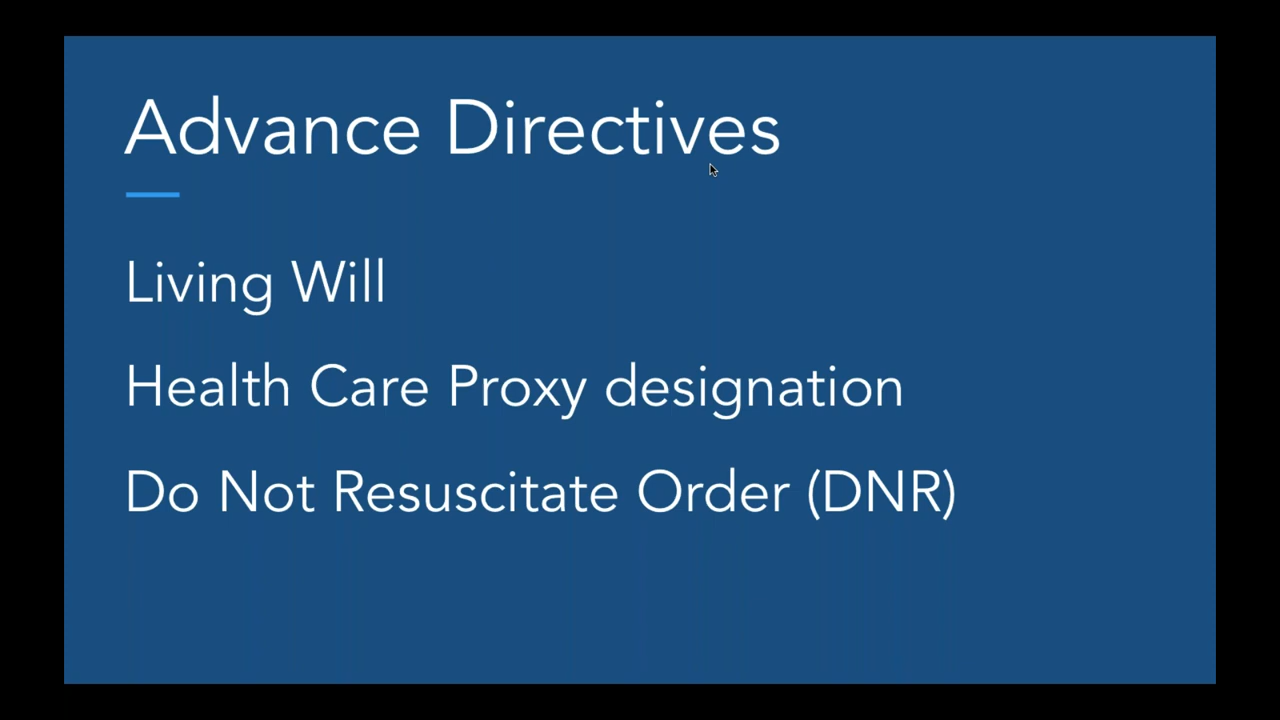 Advance Directives
Living Will
Health Care Proxy designation
Do Not Resuscitate Order (DNR)